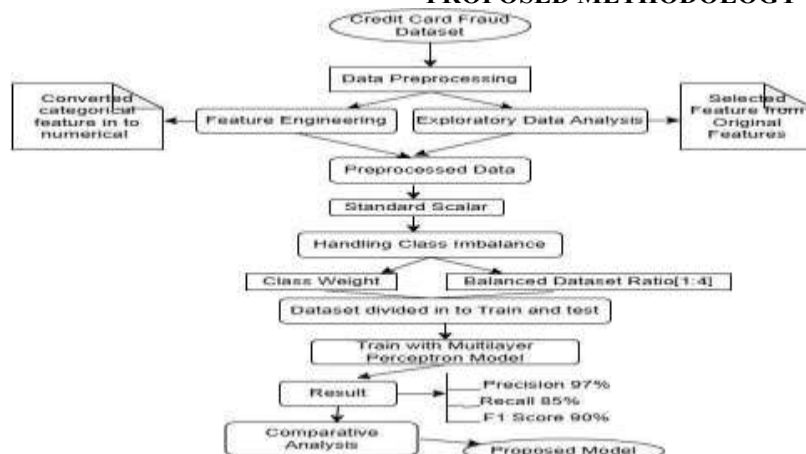 PROPOSED METHODOLOGY
Credit Card Fraud
Dataset
Data Preprocessing
Converted
categorical
feature in to
numerical
Feature Engineering
Exploratory Data Analysis
Selected
Feature from
Original
Features
Preprocessed Data
Standard Scalar
Handling Class Imbalance
Class Weight
Balanced Dataset Ratio[1:4]
Dataset divided in to Train and test
Train with Multilayer
Perceptron Model
Result
Precision 97%
Recall 85%
F1 Score 90%
Comparative
Analysis
Proposed Model